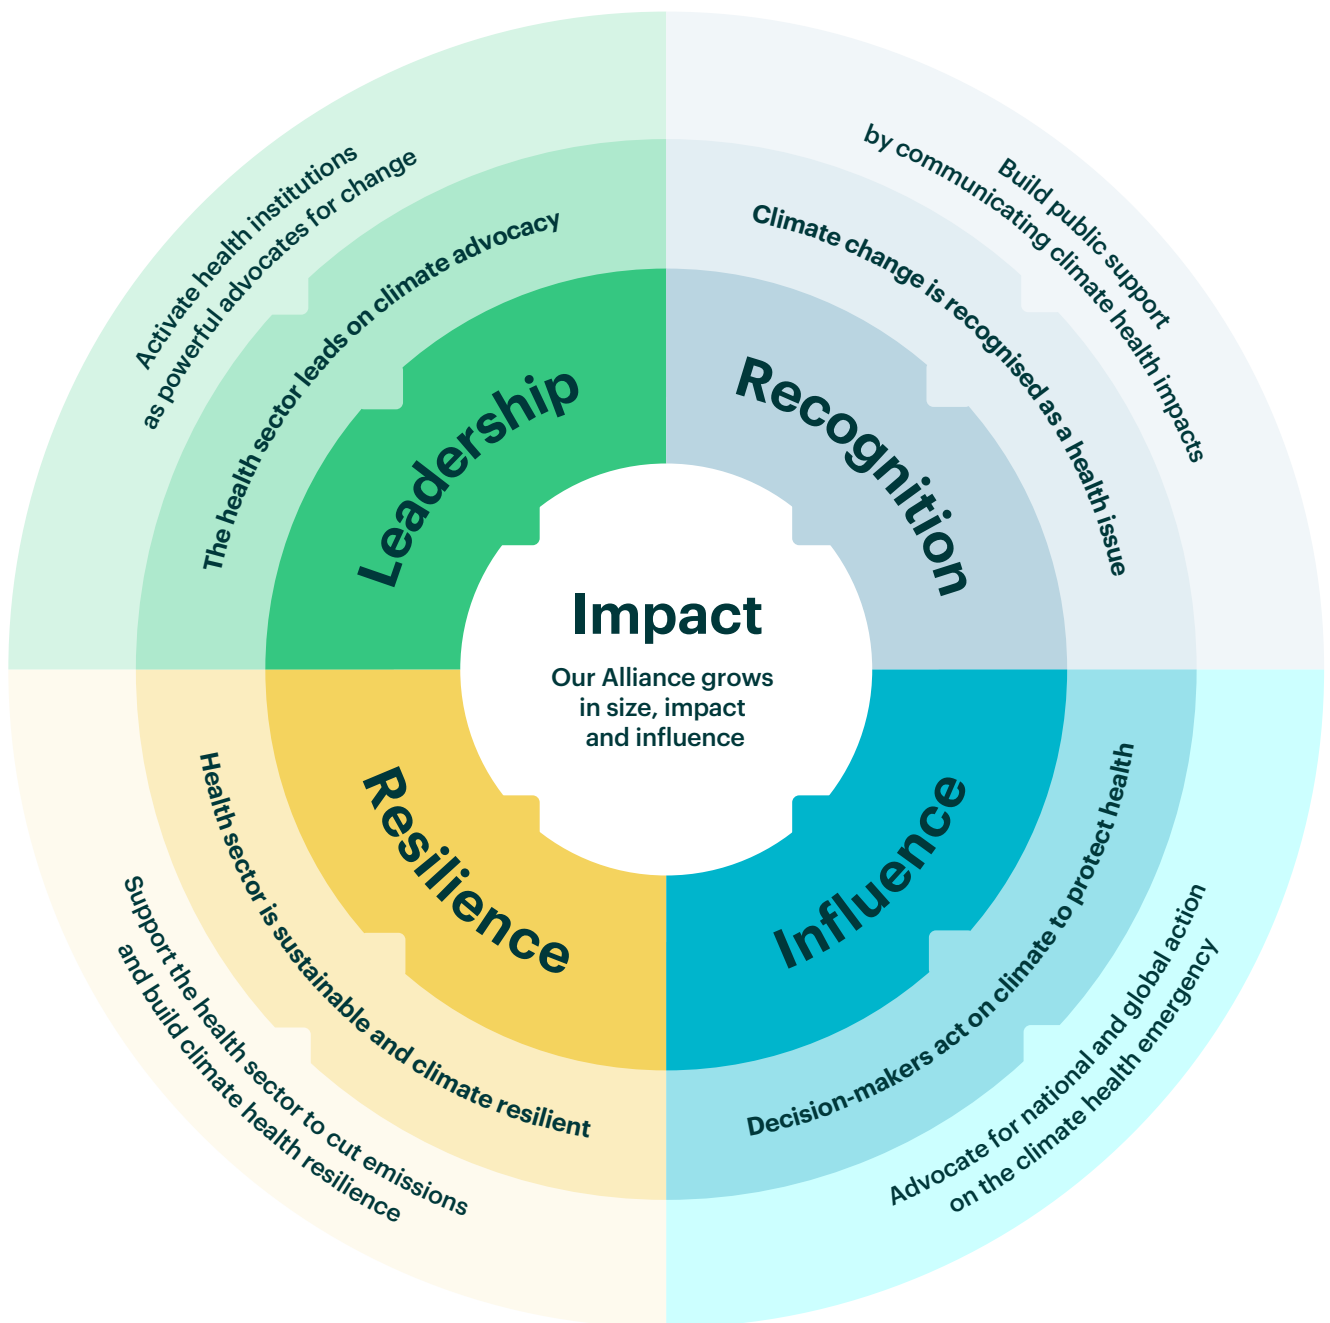 Activate health institutions
as powerful advocates for change
The health sector leads on climate advocacy
Leadership
Build public support
by communicating climate health impacts
Climate change is recognised as a health issue
Recognition
Impact
Our Alliance grows
in size, impact
and influence
Resilience
Health sector is sustainable and climate resilient
Support the health sector to cut emissions
and build climate health resilience
Influence
Decision-makers act on climate to protect health
Advocate for national and global action
on the climate health emergency